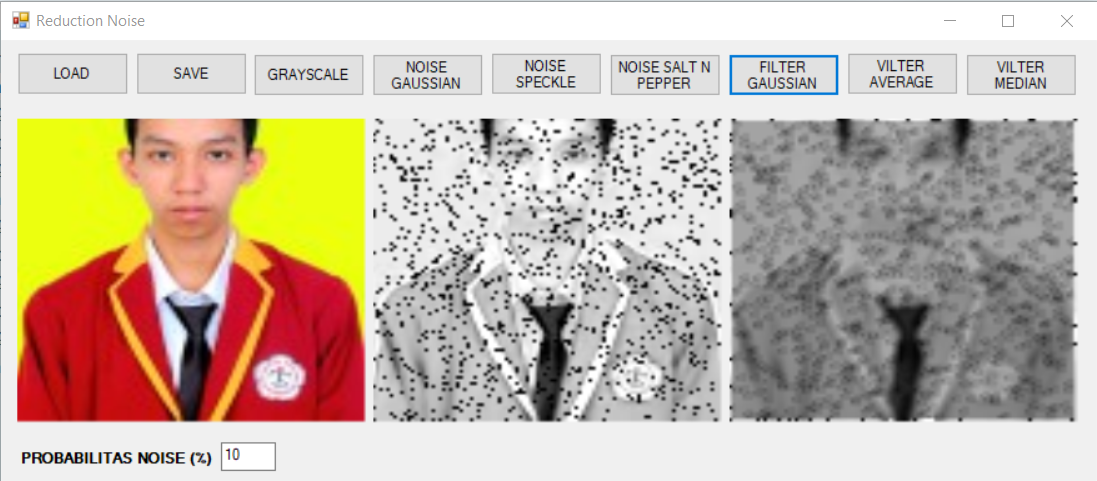 Reduction Noise
LOAD
SAVE
GRAYSCALE
NOISE
GAUSSIAN
NOISE
SPECKLE
NOISE SALT N
PEPPER
FILTER
GAUSSIAN
VILTER
AVERAGE
VILTER
MEDIAN
PROBABILITAS NOISE (%) 10